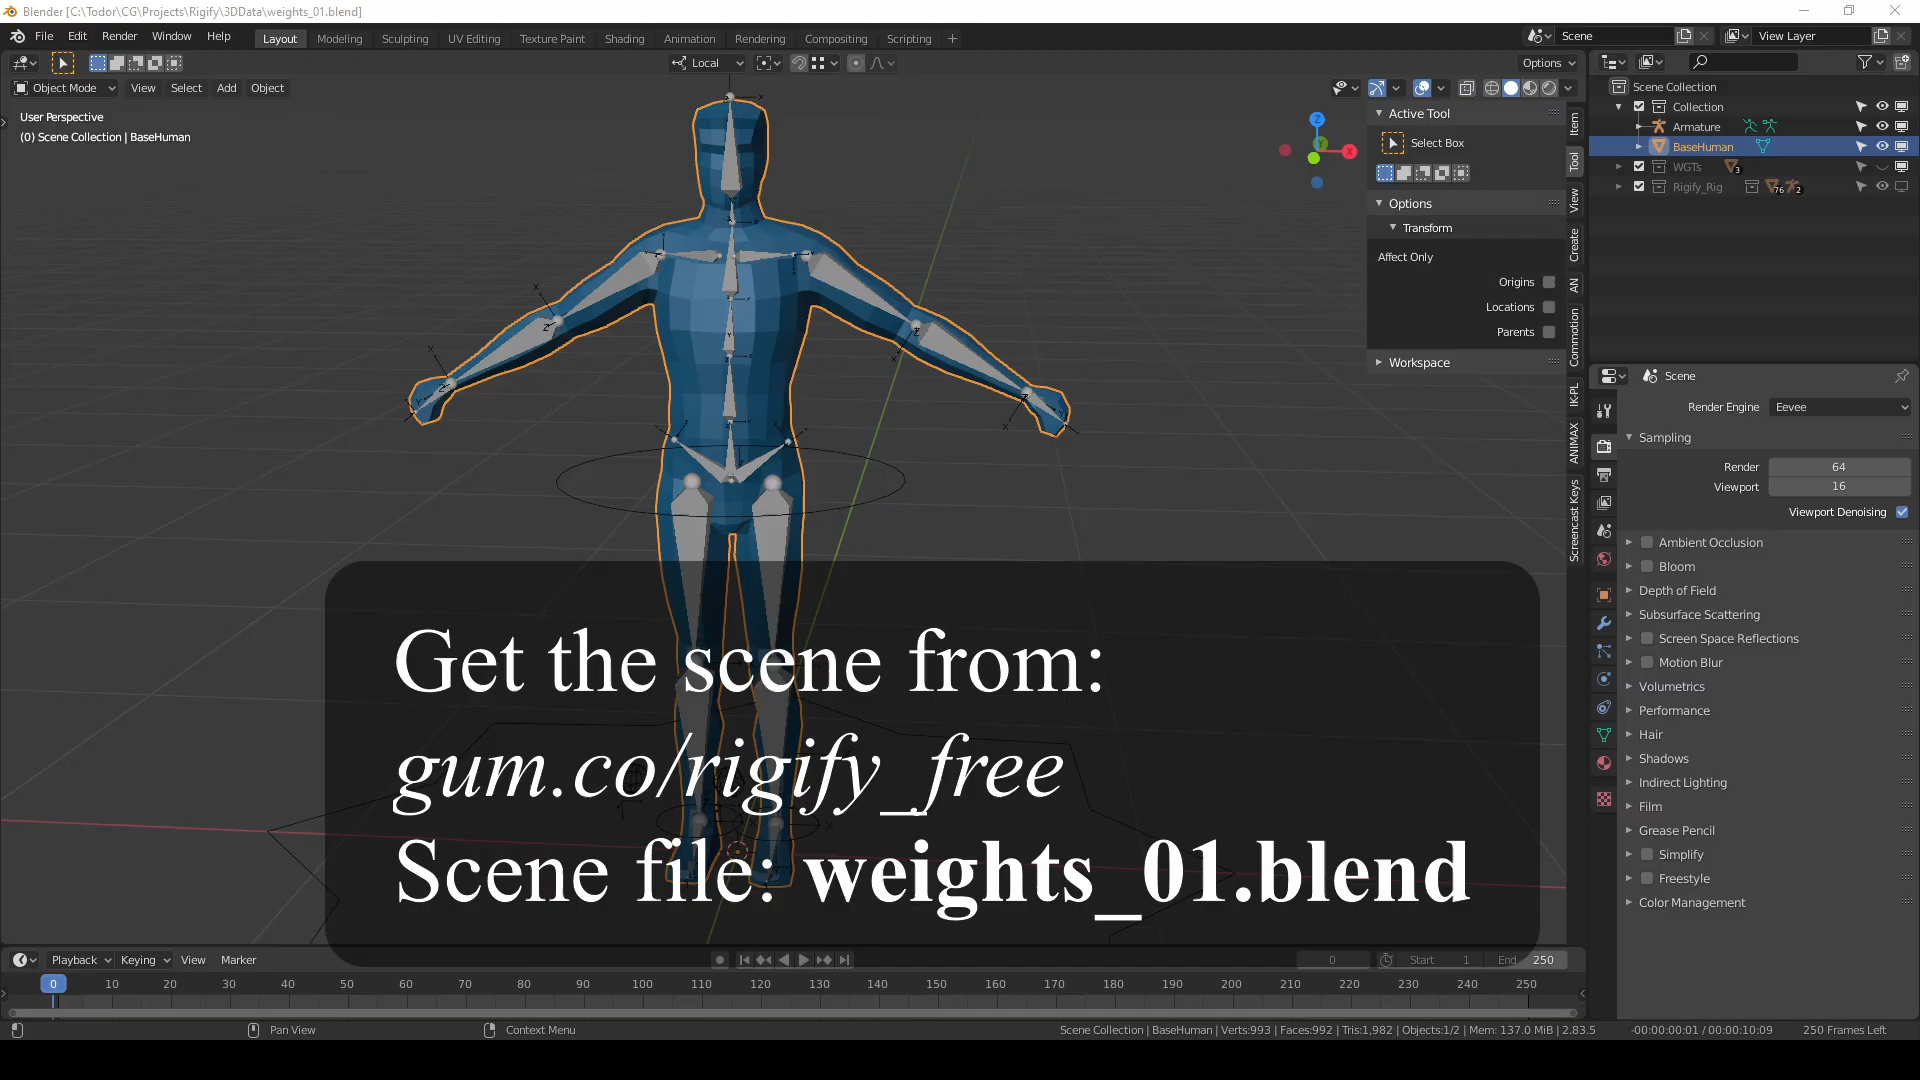 Blender [C:\Todor\CG\Projects\Rigify\3DData\weights_01.blend]
File Edit Render Window Help Layout Modeling Sculpting UV Editing Texture Paint Shading Animation Rendering Compositing Scripting + Scene View Layer
Local Options
Object Mode View Select Add Object
User Perspective
(0) Scene Collection | BaseHuman
Active Tool
Select Box
Options
Transform
Affect Only
Origins
Locations
Parents
Workspace
Item
Tool
View
Create
AN
Commotion
IK-PL
ANIMAX
Screencast Keys
Z
X
Scene Collection
Collection
Armature
BaseHuman
WGTs 3
Rigify_Rig 76 2
Scene
Render Engine Eevee
Sampling
Render 64
Viewport 16
Viewport Denoising
Ambient Occlusion
Bloom
Depth of Field
Subsurface Scattering
Screen Space Reflections
Motion Blur
Volumetrics
Performance
Hair
Shadows
Indirect Lighting
Film
Grease Pencil
Simplify
Freestyle
Color Management
Get the scene from:
gum.co/rigify_free
Scene file: weights_01.blend
Playback Keying View Marker 0 Start 1 End 250
0 10 20 30 40 50 60 70 80 90 100 110 120 130 140 150 160 170 180 190 200 210 220 230 240 250
Pan View Context Menu Scene Collection | BaseHuman | Verts:993 | Faces:992 | Tris:1,982 | Objects:1/2 | Mem: 137.0 MiB | 2.83.5 -00:00:00:01 / 00:00:10:09 250 Frames Left